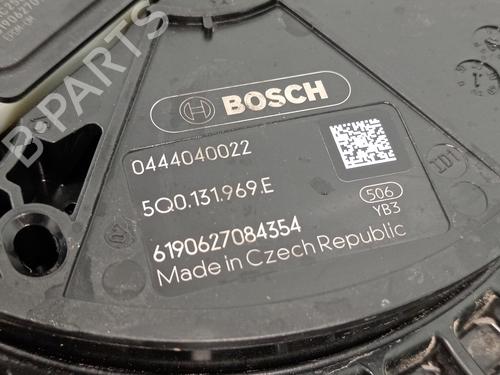 BOSCH
0444040022
5Q0.131.969.E
506
YB3
6190627084354
Made in Czech Republic
B-PARTS